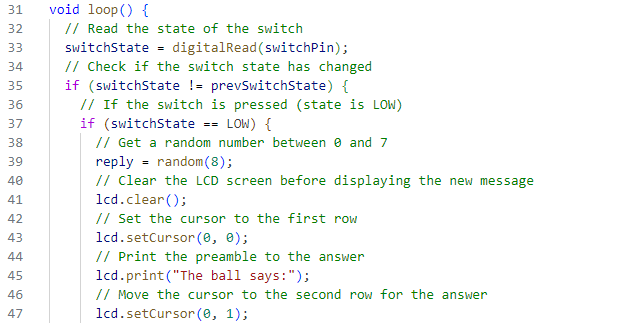 31 void loop() {
32 // Read the state of the switch
33 switchState = digitalRead(switchPin);
34 // Check if the switch state has changed
35 if (switchState != prevSwitchState) {
36 // If the switch is pressed (state is LOW)
37 if (switchState == LOW) {
38 // Get a random number between 0 and 7
39 reply = random(8);
40 // Clear the LCD screen before displaying the new message
41 lcd.clear();
42 // Set the cursor to the first row
43 lcd.setCursor(0, 0);
44 // Print the preamble to the answer
45 lcd.print("The ball says:");
46 // Move the cursor to the second row for the answer
47 lcd.setCursor(0, 1);